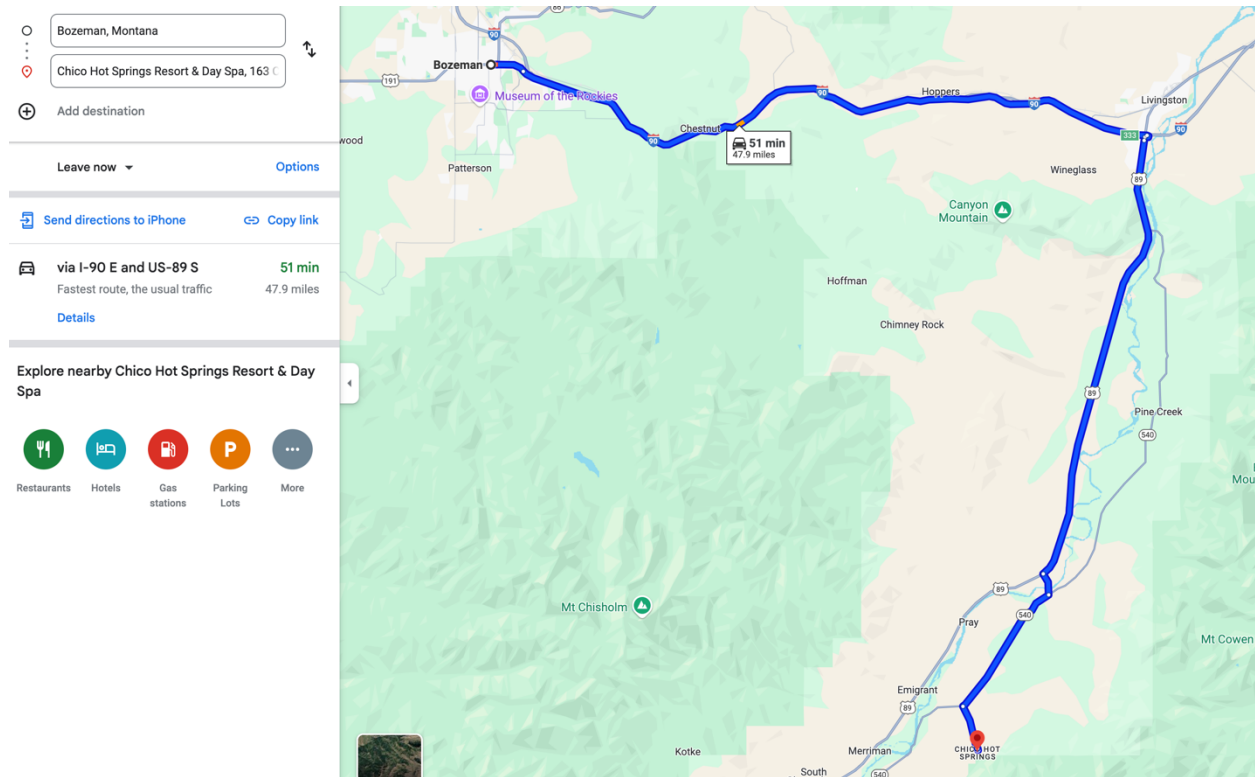 Bozeman, Montana
Chico Hot Springs Resort & Day Spa, 163
Add destination
Leave now
Options
Send directions to iPhone
Copy link
via I-90 E and US-89 S
51 min
Fastest route, the usual traffic
47.9 miles
Details
Explore nearby Chico Hot Springs Resort & Day
Spa
Restaurants
Hotels
Gas
stations
P
Parking
Lots
More
86
90
Bozeman
191
Museum of the Rockies
90
Hoppers
90
Livingston
wood
Chestnut
90
333
90
51 min
47.9 miles
Patterson
Wineglass
89
Canyon
Mountain
Hoffman
Chimney Rock
89
Pine Creek
540
Mou
89
Mt Chisholm
540
Pray
Mt Cowen
Emigrant
89
Kotke
Merriman
CHICO HOT
SPRINGS
South
540